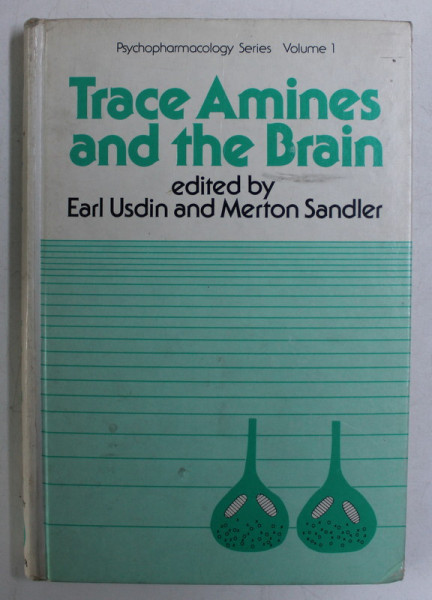 Psychopharmacology Series Volume 1
Trace Amines
and the Brain
edited by
Earl Usdin and Merton Sandler